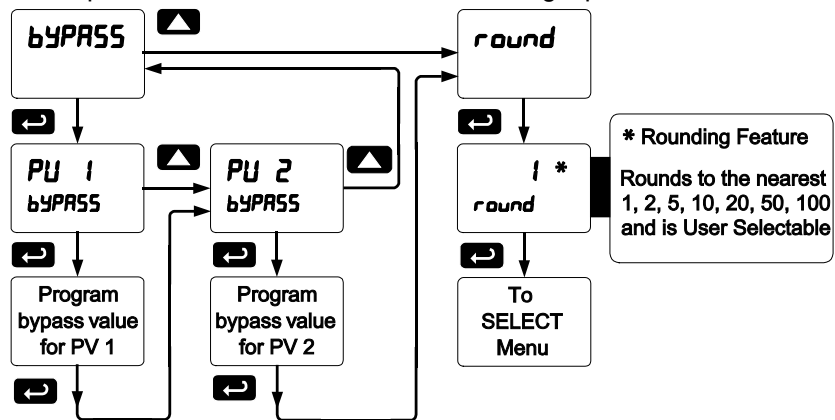 bYPASS
round
PV 1
bYPASS
PV 2
bYPASS
1 *
round
* Rounding Feature
Rounds to the nearest
1, 2, 5, 10, 20, 50, 100
and is User Selectable
Program
bypass value
for PV 1
Program
bypass value
for PV 2
To
SELECT
Menu